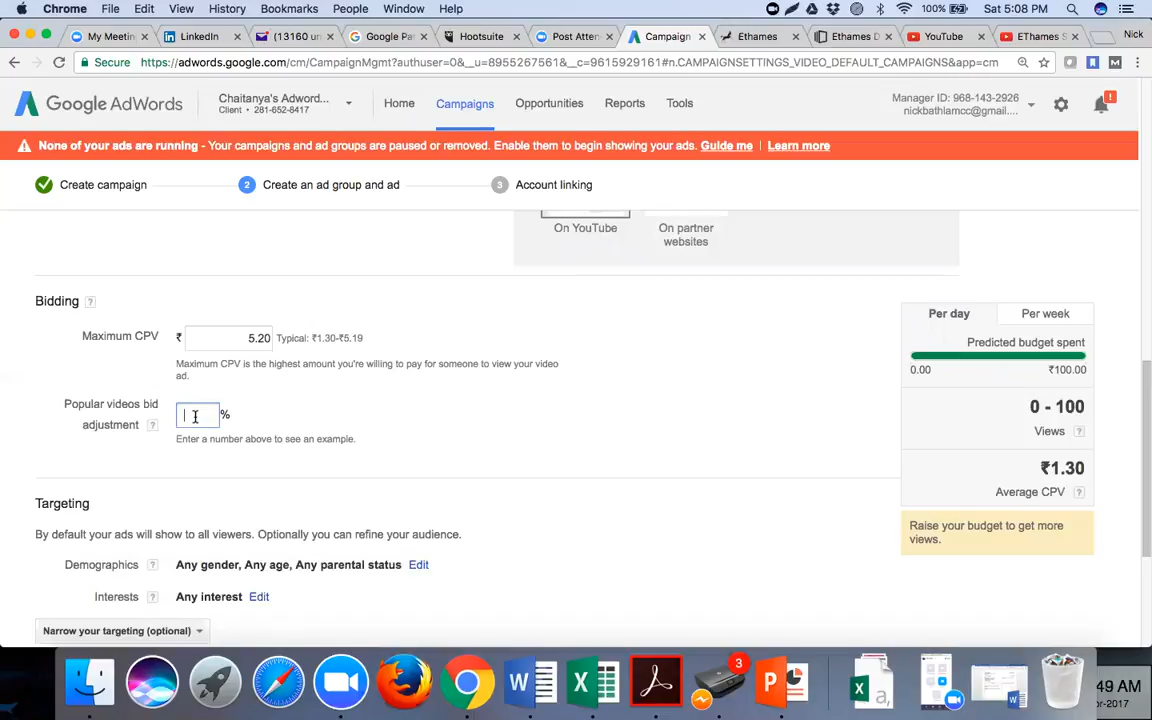 Chrome File Edit View History Bookmarks People Window Help 100% Sat 5:08 PM
My Meetin LinkedIn (13160 un Google Pa Hootsuite Post Atten Campaign Ethames Ethames D YouTube EThames S Nick
Secure https://adwords.google.com/cm/CampaignMgmt?authuser=0&__u=8955267561&__c=9615929161#n.CAMPAIGNSETTINGS_VIDEO_DEFAULT_CAMPAIGNS&app=cm
Google AdWords
Chaitanya's Adword...
Client • 281-652-8417
Home Campaigns Opportunities Reports Tools
Manager ID: 968-143-2926
nickbathlamcc@gmail....
!
None of your ads are running - Your campaigns and ad groups are paused or removed. Enable them to begin showing your ads. Guide me | Learn more
Create campaign 2 Create an ad group and ad 3 Account linking
On YouTube
On partner
websites
Bidding ?
Maximum CPV ₹ 5.20 Typical: ₹1.30-₹5.19
Maximum CPV is the highest amount you're willing to pay for someone to view your video
ad.
Popular videos bid
adjustment ? %
Enter a number above to see an example.
Per day Per week
Predicted budget spent
0.00 ₹100.00
0 - 100
Views ?
₹1.30
Average CPV ?
Raise your budget to get more
views.
Targeting
By default your ads will show to all viewers. Optionally you can refine your audience.
Demographics ? Any gender, Any age, Any parental status Edit
Interests ? Any interest Edit
Narrow your targeting (optional)
W X 3 P X a, W
:49 AM
pr-2017